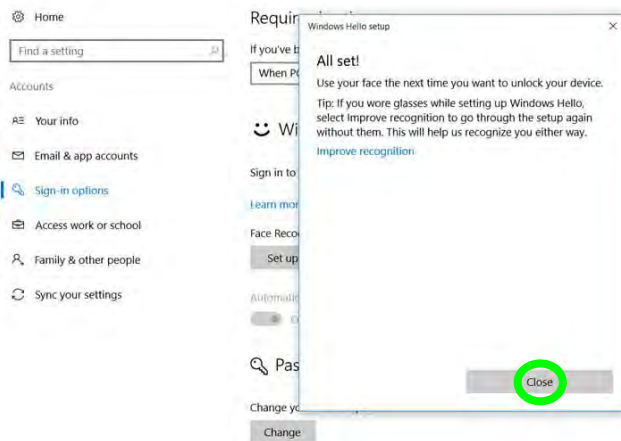 Home
Find a setting
Accounts
Your info
Email & app accounts
Sign-in options
Access work or school
Family & other people
Sync your settings
If you've b
When PC
Wi
Sign in to
Learn mor
Face Reco
Set up
Automatic
Pas
Change yo
Change
Windows Hello setup
All set!
Use your face the next time you want to unlock your device.
Tip: If you wore glasses while setting up Windows Hello,
select Improve recognition to go through the setup again
without them. This will help us recognize you either way.
Improve recognition
Close